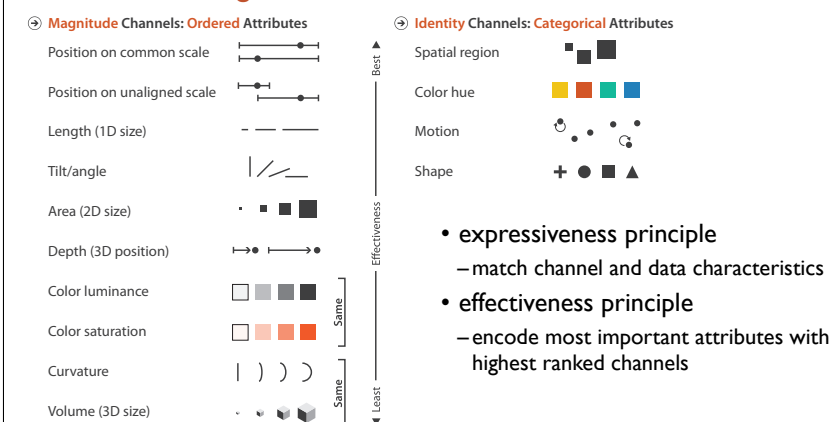 Magnitude Channels: Ordered Attributes
Position on common scale
Position on unaligned scale
Length (1D size)
Tilt/angle
Area (2D size)
Depth (3D position)
Color luminance
Color saturation
Curvature
Volume (3D size)
Same
Same
Best
Effectiveness
Least
Identity Channels: Categorical Attributes
Spatial region
Color hue
Motion
Shape
• expressiveness principle
– match channel and data characteristics
• effectiveness principle
– encode most important attributes with
highest ranked channels